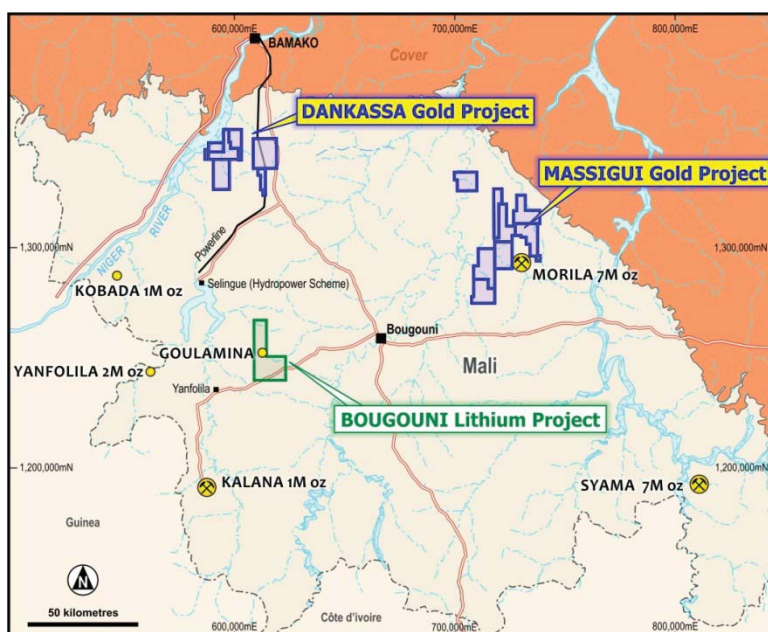 600,000mE
700,000mE
800,000mE
BAMAKO
Cover
DANKASSA Gold Project
MASSIGUI Gold Project
NIGER RIVER
Powerline
1,300,000mN
1,300,000mN
KOBADA 1M oz
Selingue (Hydropower Scheme)
MORILA 7M oz
Bougouni
GOULAMINA
Mali
YANFOLILA 2M oz
Yanfolila
BOUGOUNI Lithium Project
1,200,000mN
1,200,000mN
KALANA 1M oz
SYAMA 7M oz
Guinea
N
50 kilometres
Côte d'ivoire
600,000mE
700,000mE
800,000mE